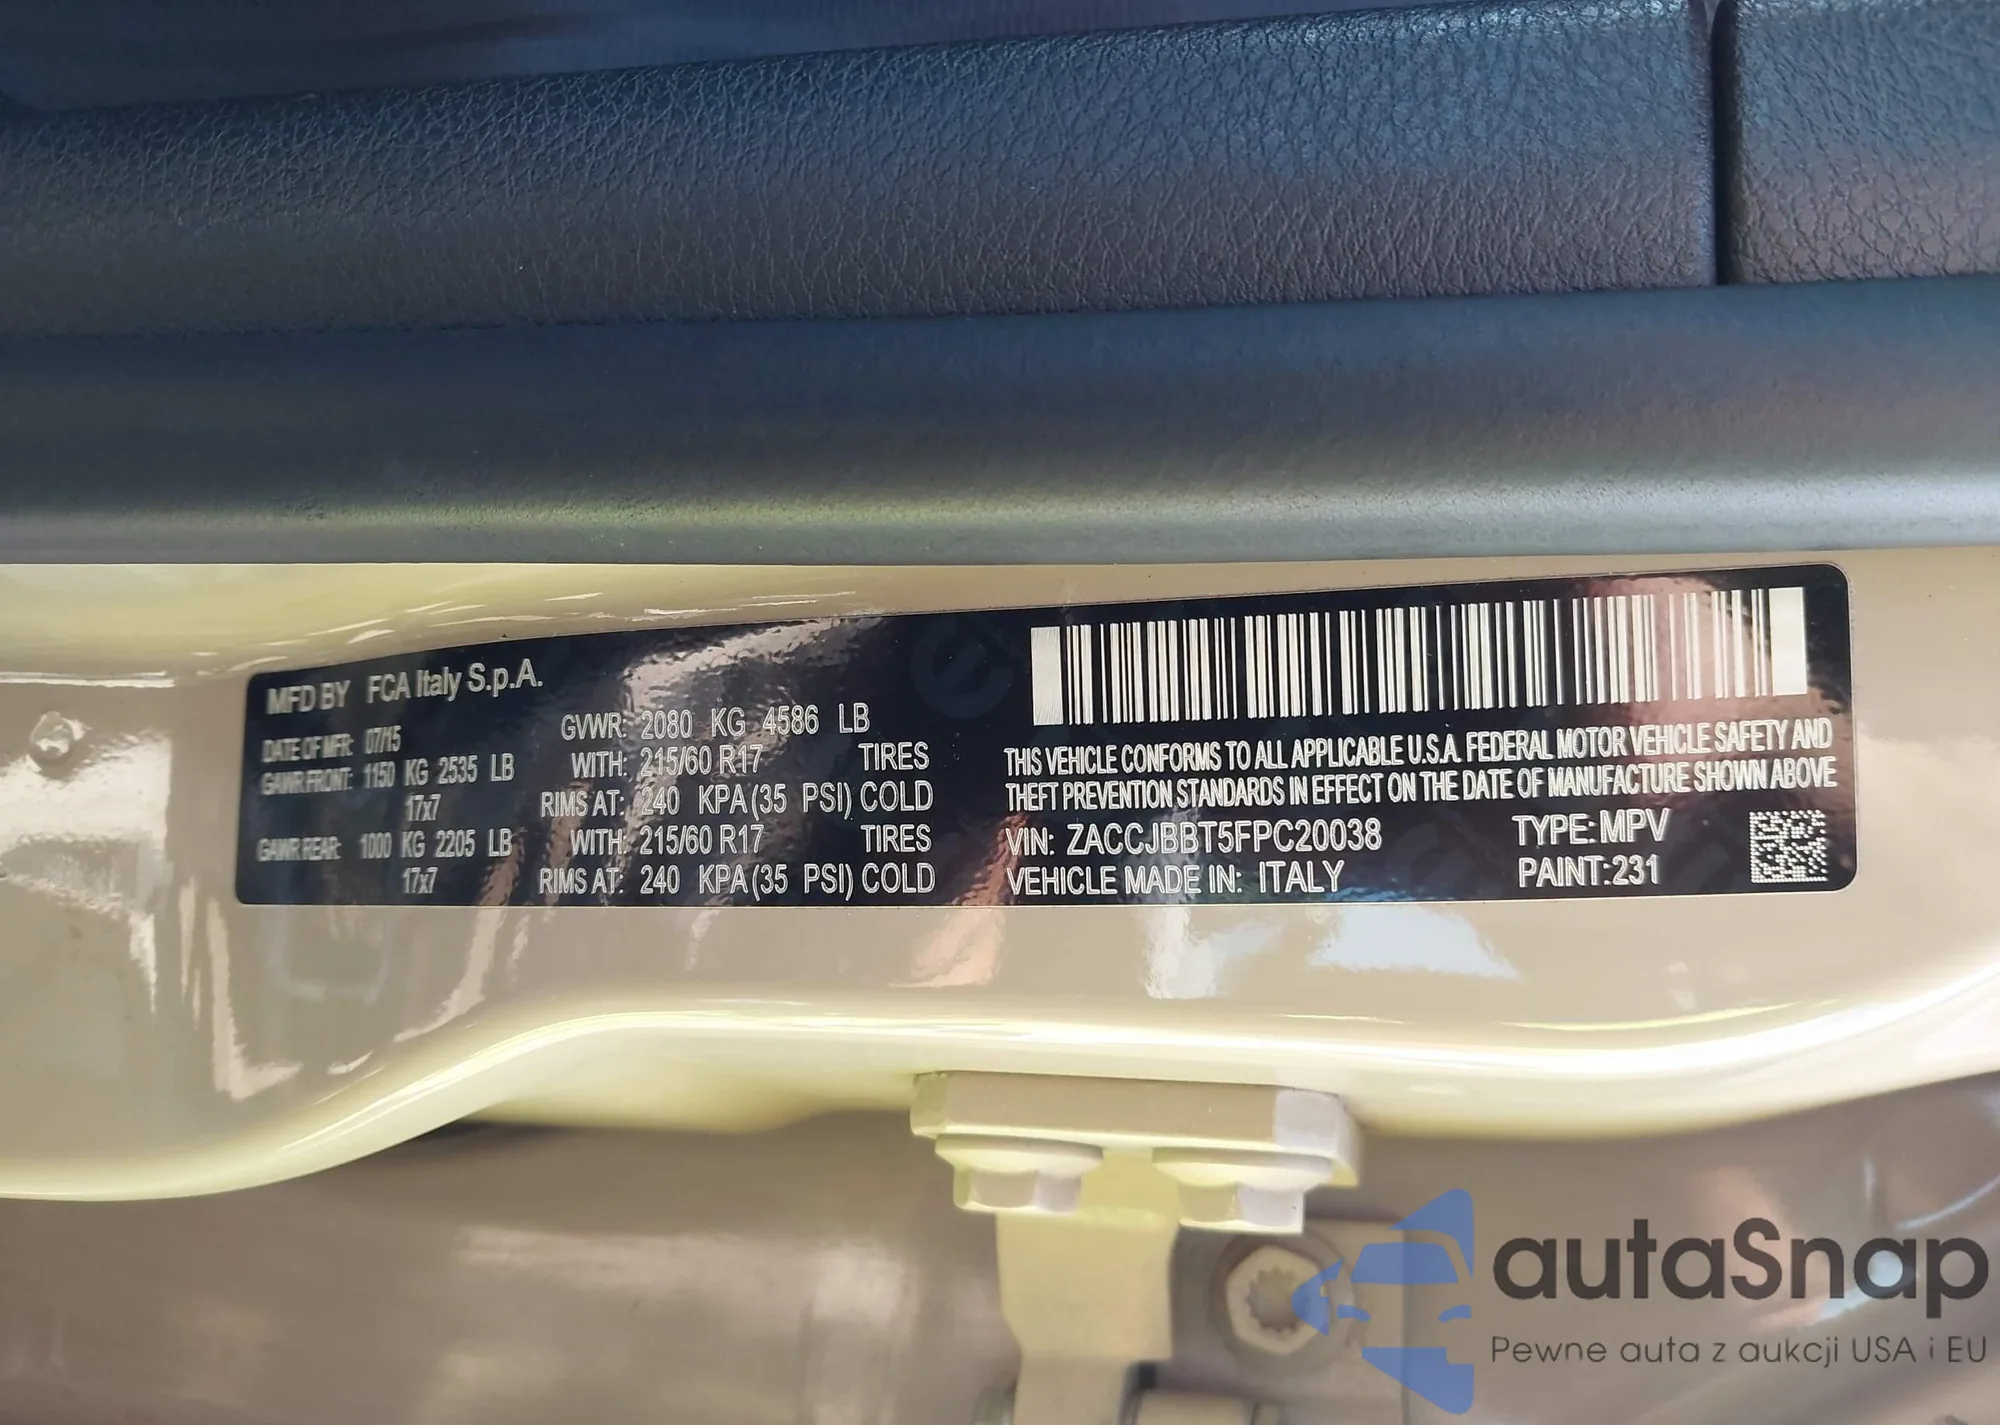 MFD BY FCA Italy S.p.A.
DATE OF MFR: 07/15
GVWR: 2080 KG 4586 LB
GAWR FRONT: 1150 KG 2535 LB WITH: 215/60 R17 TIRES
17x7 RIMS AT: 240 KPA(35 PSI) COLD
GAWR REAR: 1000 KG 2205 LB WITH: 215/60 R17 TIRES
17x7 RIMS AT: 240 KPA(35 PSI) COLD
THIS VEHICLE CONFORMS TO ALL APPLICABLE U.S.A. FEDERAL MOTOR VEHICLE SAFETY AND
THEFT PREVENTION STANDARDS IN EFFECT ON THE DATE OF MANUFACTURE SHOWN ABOVE
VIN: ZACCJBBT5FPC20038 TYPE: MPV
VEHICLE MADE IN: ITALY PAINT:231
autaSnap
Pewne auta z aukcji USA i EU